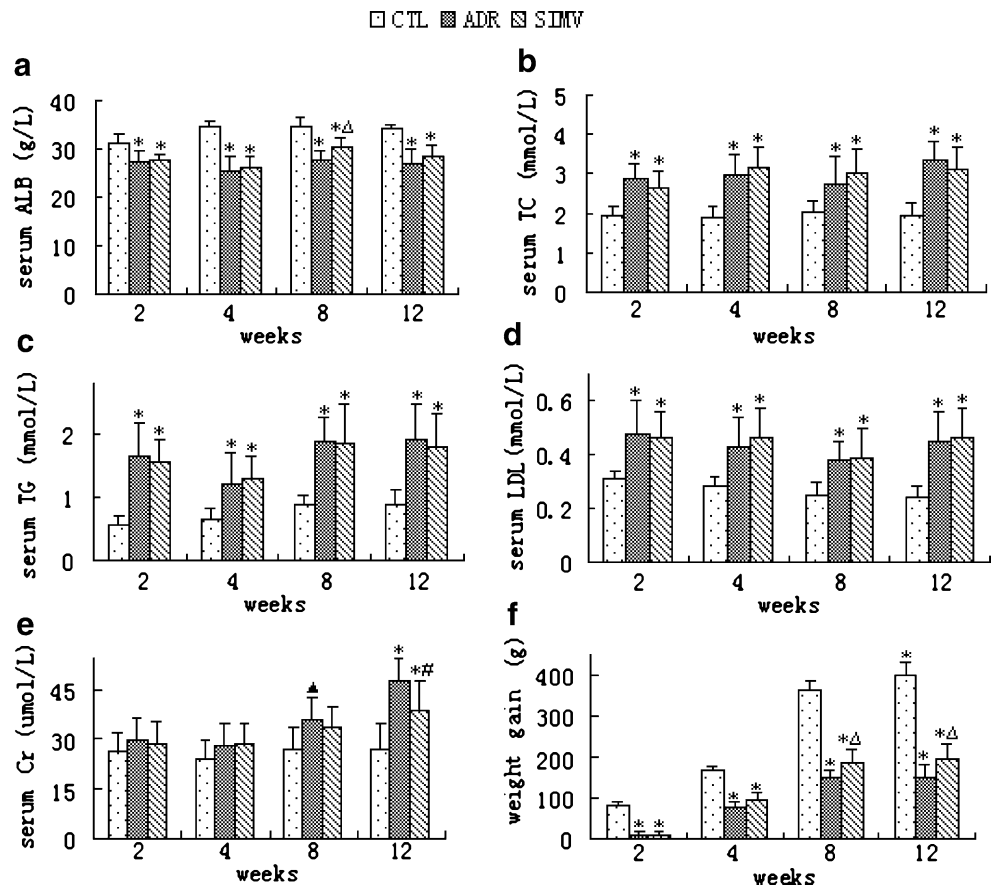 CTL ADR SIMV
a
serum ALB (g/L)
40
30
20
10
0
* * * * * *△ * *
2 4 8 12
weeks
b
serum TC (mmol/L)
5
4
3
2
1
0
* * * * * * * *
2 4 8 12
weeks
c
serum TG (mmol/L)
2
1
0
* * * * * * * *
2 4 8 12
weeks
d
serum LDL (mmol/L)
0.6
0.4
0.2
0
* * * * * * * *
2 4 8 12
weeks
e
serum Cr (umol/L)
45
30
15
0
▲ * *#
2 4 8 12
weeks
f
weight gain (g)
400
300
200
100
0
* * * * * *△ * * *△
2 4 8 12
weeks